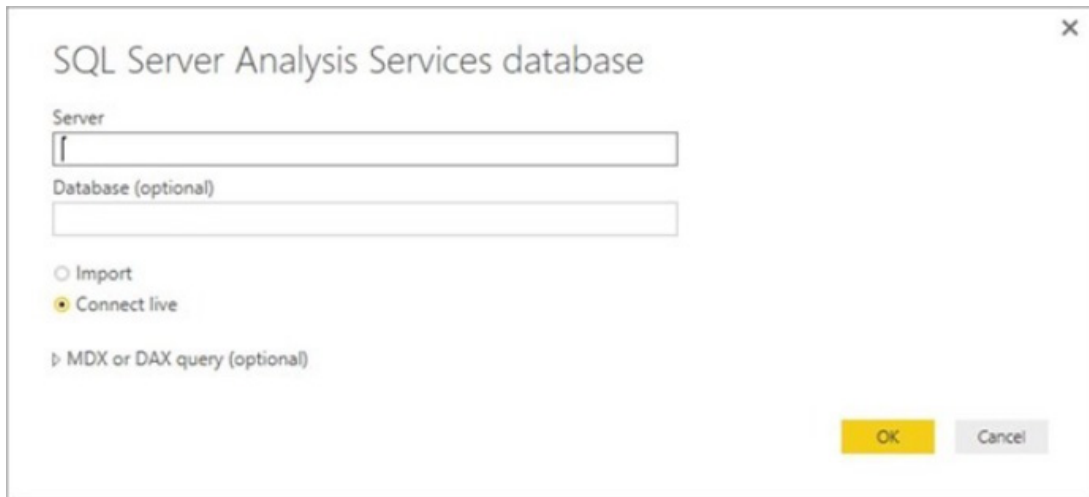 SQL Server Analysis Services database
Server
Database (optional)
Import
Connect live
MDX or DAX query (optional)
OK Cancel